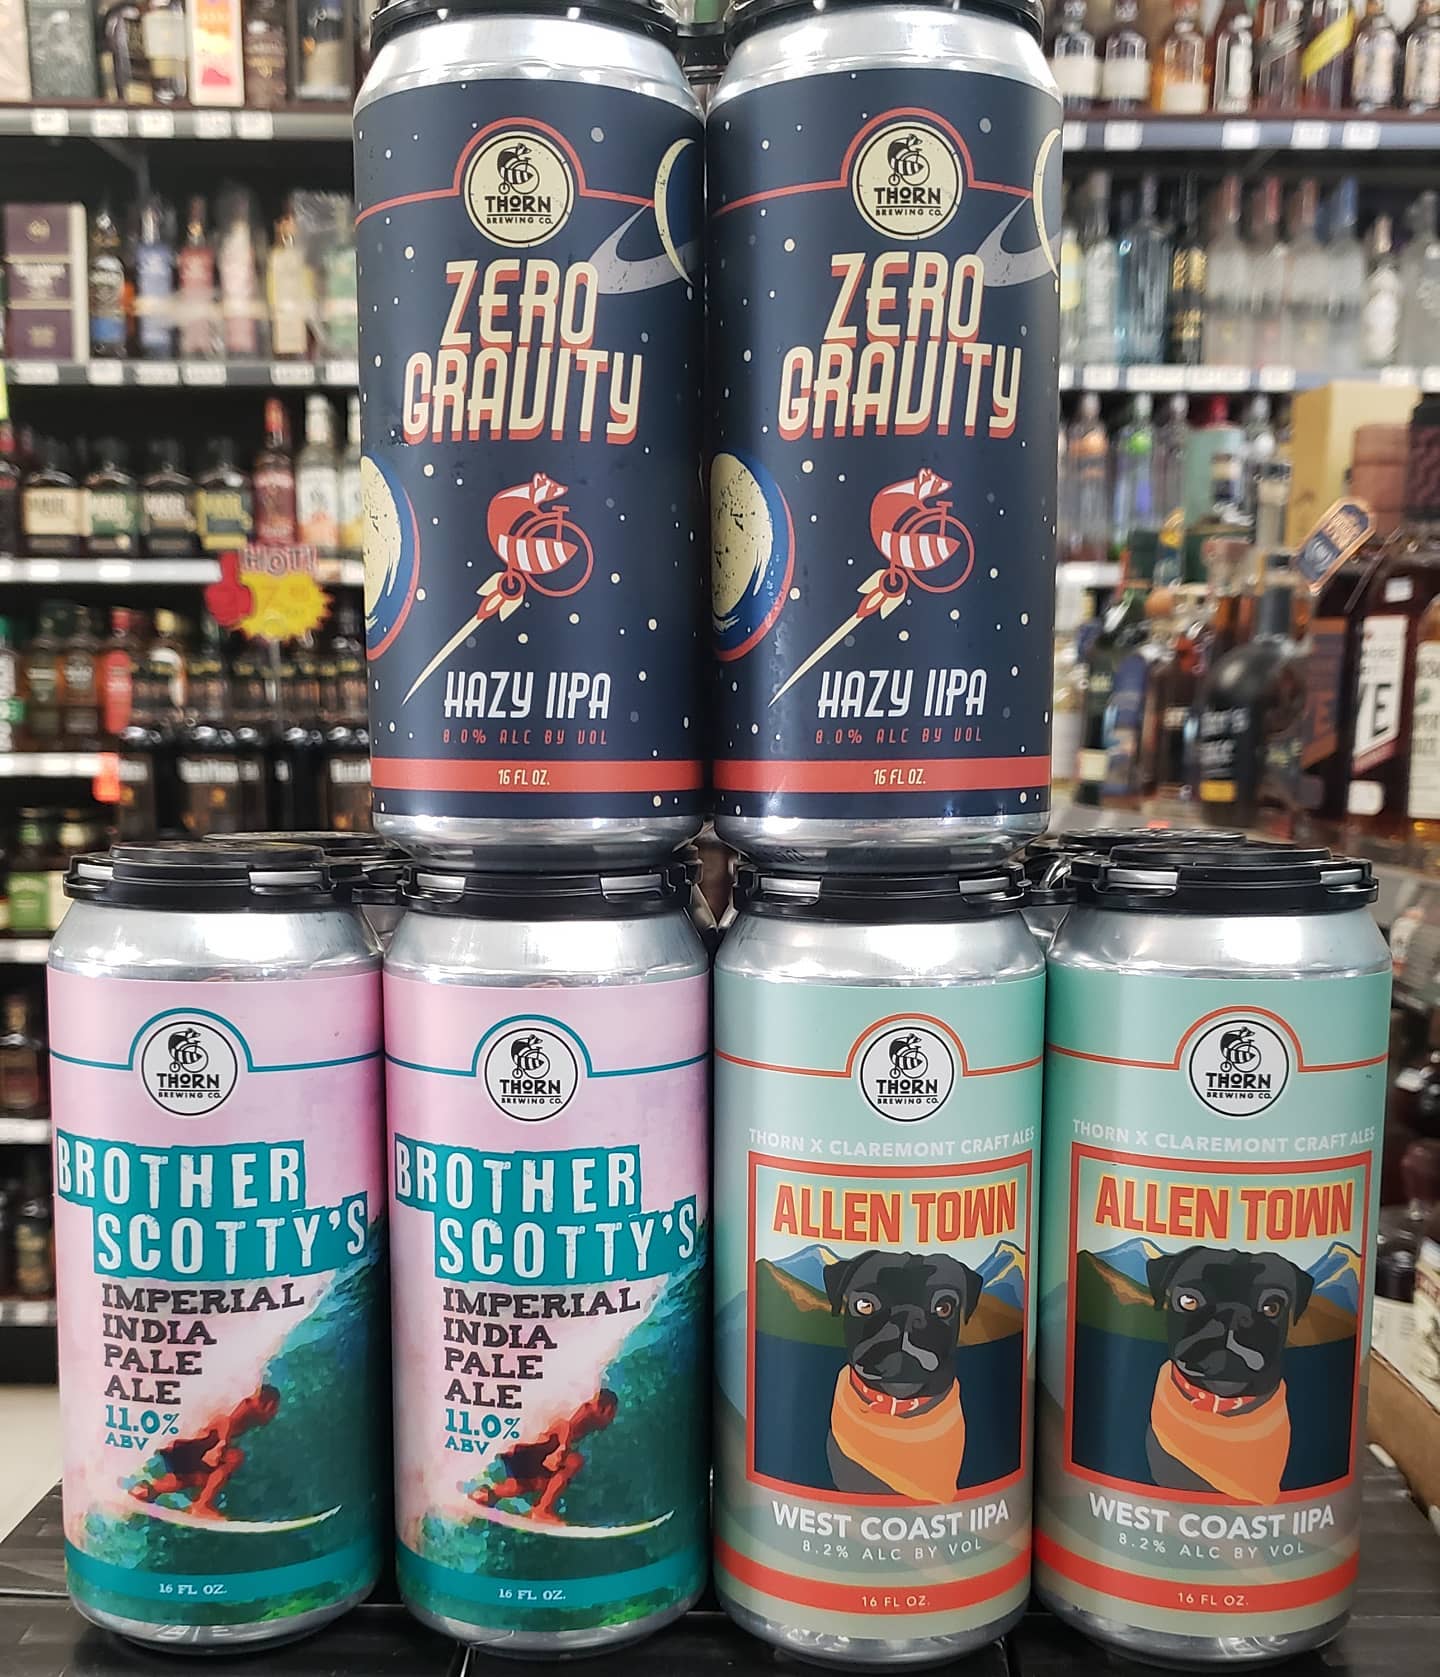 THORN
BREWING CO.
ZERO
GRAVITY
HAZY IIPA
8.0% ALC BY VOL
16 FL OZ.
THORN
BREWING CO.
ZERO
GRAVITY
HAZY IIPA
8.0% ALC BY VOL
16 FL OZ.
HOT!
THORN
BREWING CO.
BROTHER
SCOTTY'S
IMPERIAL
INDIA
PALE
ALE
11.0%
ABV
16 FL OZ.
THORN
BREWING CO.
BROTHER
SCOTTY'S
IMPERIAL
INDIA
PALE
ALE
11.0%
ABV
16 FL OZ.
THORN
BREWING CO.
THORN X CLAREMONT CRAFT ALES
ALLEN TOWN
WEST COAST IIPA
8.2% ALC BY VOL
16 FL OZ.
THORN
BREWING CO.
THORN X CLAREMONT CRAFT ALES
ALLEN TOWN
WEST COAST IIPA
8.2% ALC BY VOL
16 FL OZ.